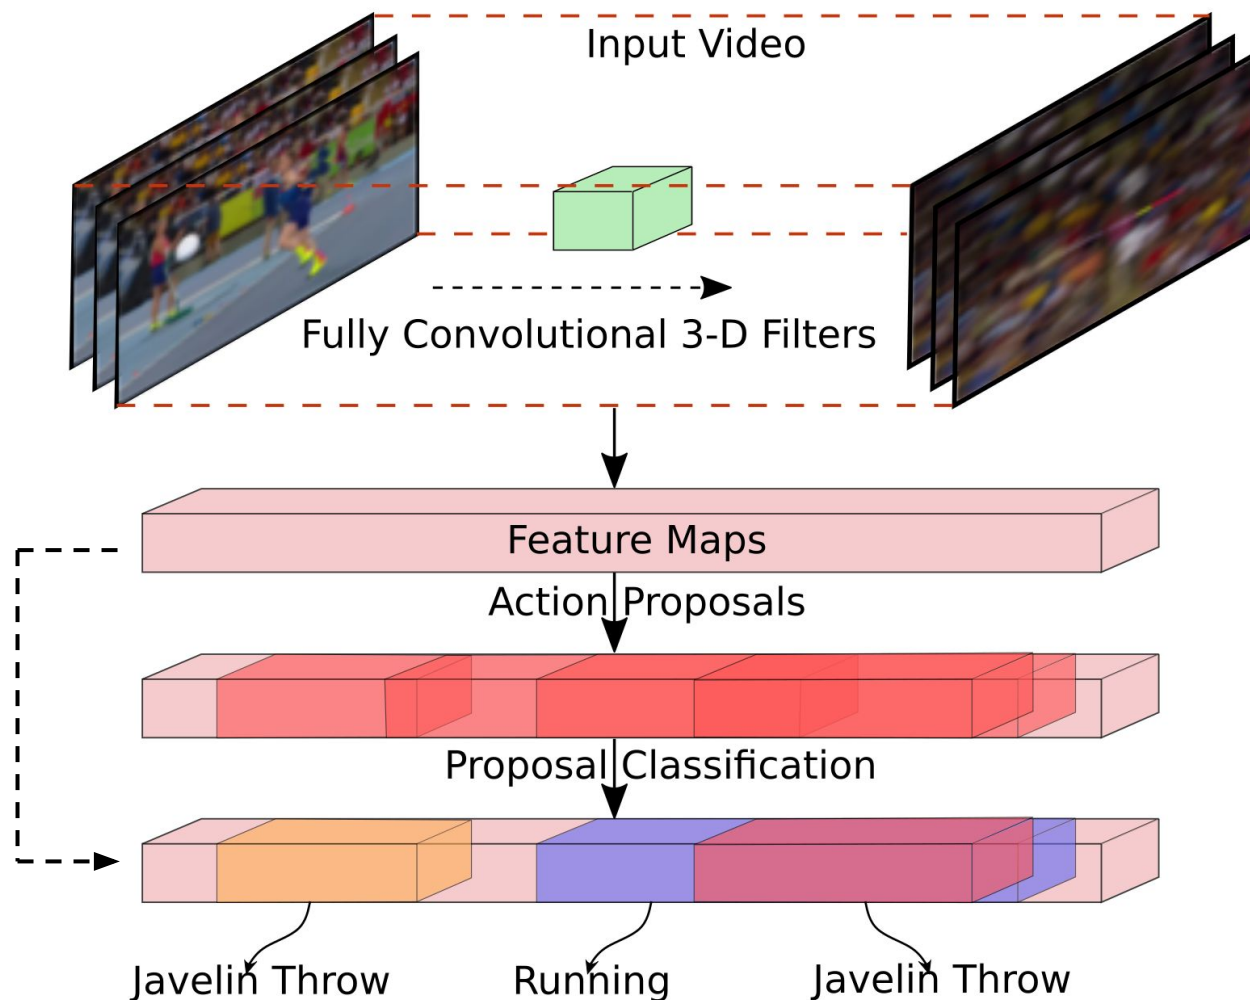 Input Video
Fully Convolutional 3-D Filters
Feature Maps
Action Proposals
Proposal Classification
Javelin Throw
Running
Javelin Throw